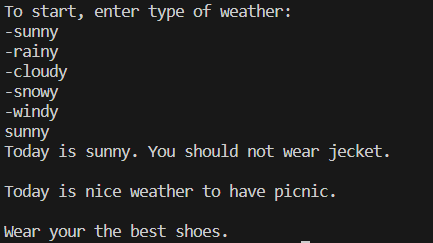 To start, enter type of weather:
-sunny
-rainy
-cloudy
-snowy
-windy
sunny
Today is sunny. You should not wear jecket.
Today is nice weather to have picnic.
Wear your the best shoes.